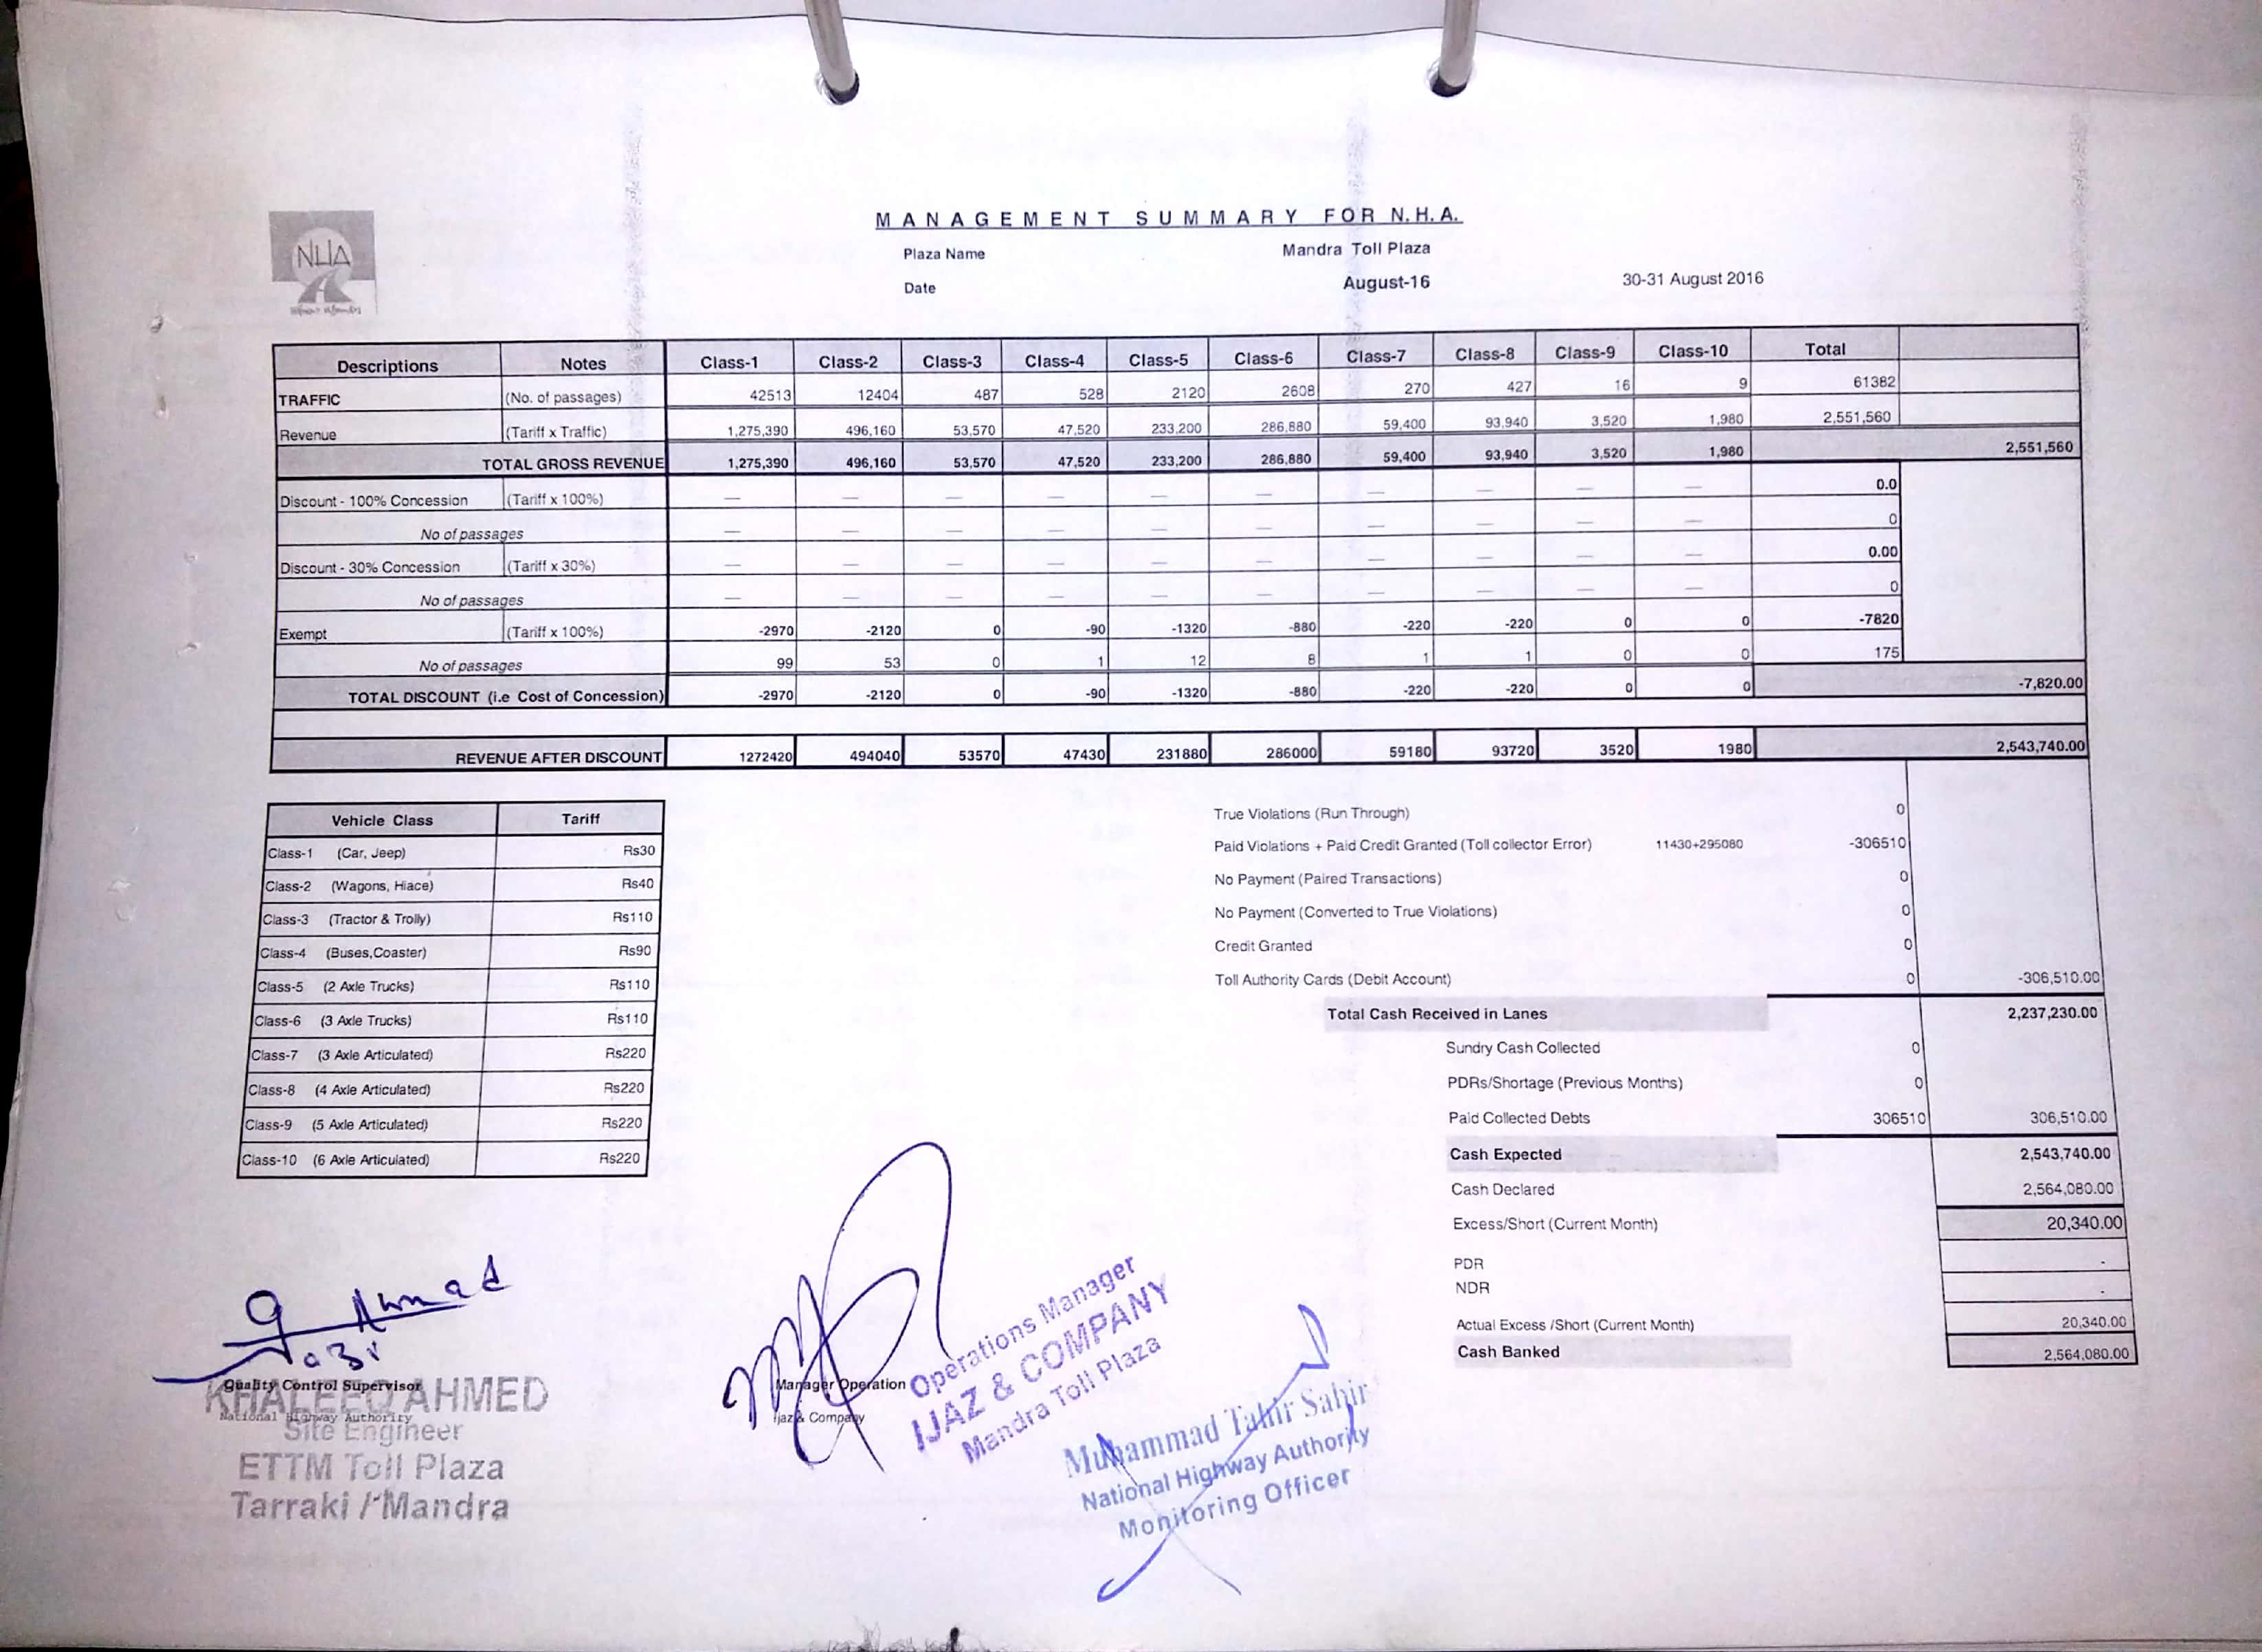 MANAGEMENT SUMMARY FOR N.H.A.
NHA
Plaza Name Mandra Toll Plaza
Date August-16 30-31 August 2016
Descriptions Notes Class-1 Class-2 Class-3 Class-4 Class-5 Class-6 Class-7 Class-8 Class-9 Class-10 Total
TRAFFIC (No. of passages) 42513 12404 487 528 2120 2608 270 427 16 9 61382
Revenue (Tariff x Traffic) 1,275,390 496,160 53,570 47,520 233,200 286,880 59,400 93,940 3,520 1,980 2,551,560
TOTAL GROSS REVENUE 1,275,390 496,160 53,570 47,520 233,200 286,880 59,400 93,940 3,520 1,980 2,551,560
Discount - 100% Concession (Tariff x 100%) — — — — — — — — — — 0.0
No of passages — — — — — — — — — — 0
Discount - 30% Concession (Tariff x 30%) — — — — — — — — — — 0.00
No of passages — — — — — — — — — — 0
Exempt (Tariff x 100%) -2970 -2120 0 -90 -1320 -880 -220 -220 0 0 -7820
No of passages 99 53 0 1 12 8 1 1 0 0 175
TOTAL DISCOUNT (i.e Cost of Concession) -2970 -2120 0 -90 -1320 -880 -220 -220 0 0 -7,820.00
REVENUE AFTER DISCOUNT 1272420 494040 53570 47430 231880 286000 59180 93720 3520 1980 2,543,740.00
Vehicle Class Tariff
Class-1 (Car, Jeep) Rs30
Class-2 (Wagons, Hiace) Rs40
Class-3 (Tractor & Trolly) Rs110
Class-4 (Buses,Coaster) Rs90
Class-5 (2 Axle Trucks) Rs110
Class-6 (3 Axle Trucks) Rs110
Class-7 (3 Axle Articulated) Rs220
Class-8 (4 Axle Articulated) Rs220
Class-9 (5 Axle Articulated) Rs220
Class-10 (6 Axle Articulated) Rs220
True Violations (Run Through) 0
Paid Violations + Paid Credit Granted (Toll collector Error) 11430+295080 -306510
No Payment (Paired Transactions) 0
No Payment (Converted to True Violations) 0
Credit Granted 0
Toll Authority Cards (Debit Account) 0 -306,510.00
Total Cash Received in Lanes 2,237,230.00
Sundry Cash Collected 0
PDRs/Shortage (Previous Months) 0
Paid Collected Debts 306510 306,510.00
Cash Expected 2,543,740.00
Cash Declared 2,564,080.00
Excess/Short (Current Month) 20,340.00
PDR -
NDR -
Actual Excess /Short (Current Month) 20,340.00
Cash Banked 2,564,080.00
Quality Control Supervisor
National Highway Authority
KHALEEQ AHMED
Site Engineer
ETTM Toll Plaza
Tarraki / Mandra
Manager Operation
Ijaz & Company
Operations Manager
IJAZ & COMPANY
Mandra Toll Plaza
Muhammad Tahir Sabir
National Highway Authority
Monitoring Officer